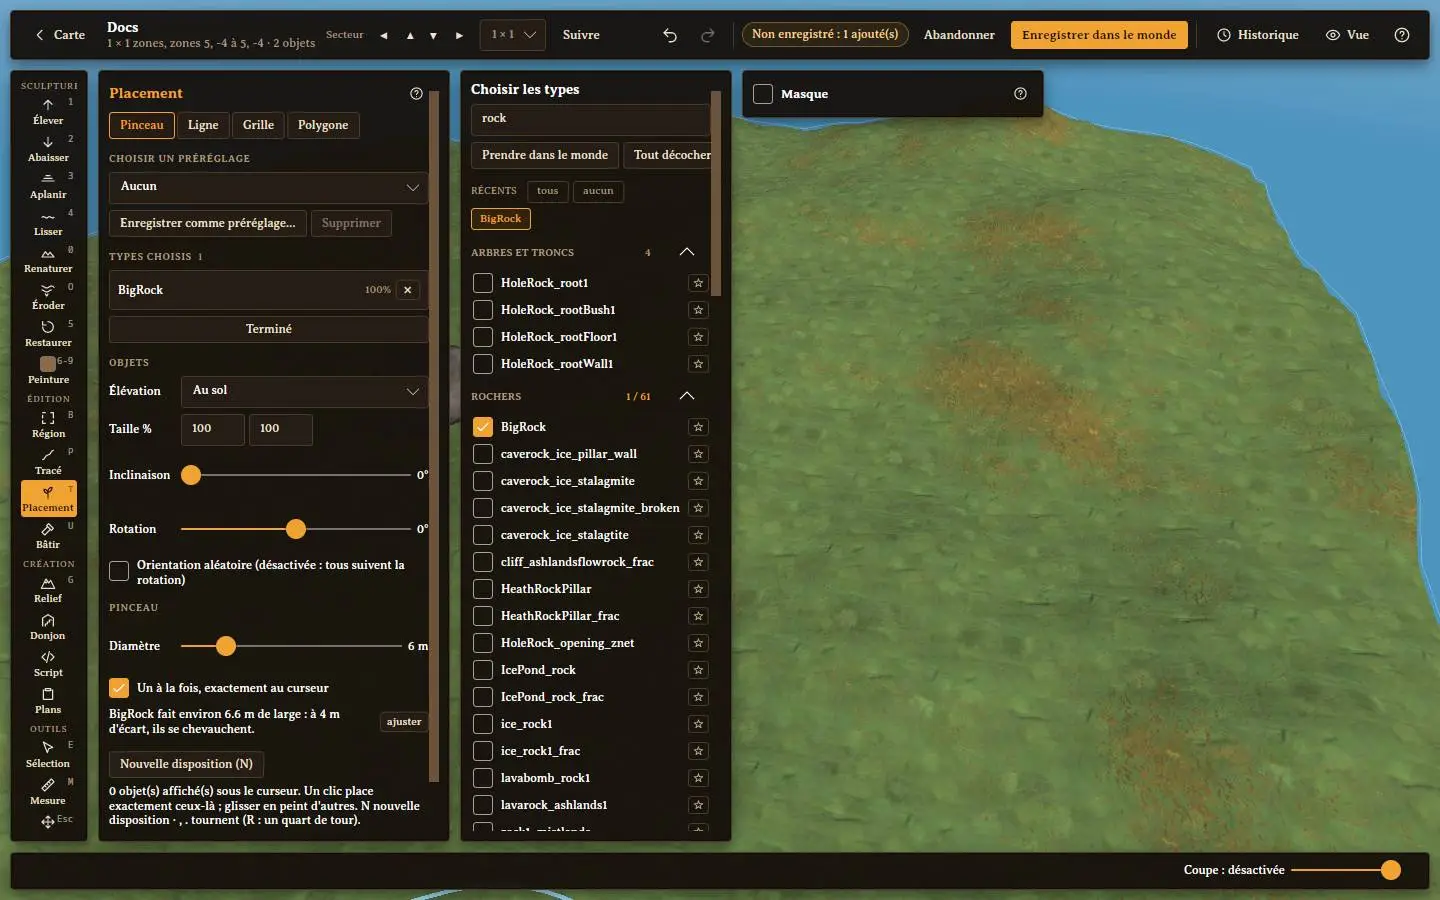 Carte
Docs
1 × 1 zones, zones 5, -4 à 5, -4 · 2 objets
Secteur
1 × 1
Suivre
Non enregistré : 1 ajouté(s)
Abandonner
Enregistrer dans le monde
Historique
Vue
SCULPTURE
1
Élever
2
Abaisser
3
Aplanir
4
Lisser
0
Renaturer
O
Éroder
5
Restaurer
6-9
Peinture
ÉDITION
B
Région
P
Tracé
T
Placement
U
Bâtir
CRÉATION
G
Relief
Donjon
Script
Plans
OUTILS
E
Sélection
M
Mesure
Esc
Placement
Pinceau
Ligne
Grille
Polygone
CHOISIR UN PRÉRÉGLAGE
Aucun
Enregistrer comme préréglage...
Supprimer
TYPES CHOISIS 1
BigRock 100% ×
Terminé
OBJETS
Élévation Au sol
Taille % 100 100
Inclinaison 0°
Rotation 0°
Orientation aléatoire (désactivée : tous suivent la
rotation)
PINCEAU
Diamètre 6 m
Un à la fois, exactement au curseur
BigRock fait environ 6.6 m de large : à 4 m
d'écart, ils se chevauchent.
ajuster
Nouvelle disposition (N)
0 objet(s) affiché(s) sous le curseur. Un clic place
exactement ceux-là ; glisser en peint d'autres. N nouvelle
disposition · , . tournent (R : un quart de tour).
Choisir les types
rock
Prendre dans le monde
Tout décocher
RÉCENTS tous aucun
BigRock
ARBRES ET TRONCS 4
HoleRock_root1
HoleRock_rootBush1
HoleRock_rootFloor1
HoleRock_rootWall1
ROCHERS 1 / 61
BigRock
caverock_ice_pillar_wall
caverock_ice_stalagmite
caverock_ice_stalagmite_broken
caverock_ice_stalagtite
cliff_ashlandsflowrock_frac
HeathRockPillar
HeathRockPillar_frac
HoleRock_opening_znet
IcePond_rock
IcePond_rock_frac
ice_rock1
ice_rock1_frac
lavabomb_rock1
lavarock_ashlands1
Masque
Coupe : désactivée